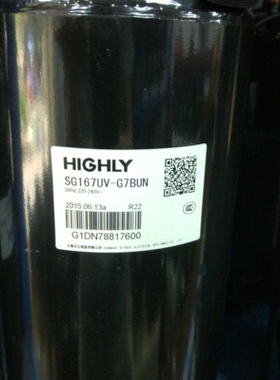 HIGHLY
SG167UV-G7BUN
50Hz 220-240V~
2015.06.13a R22
G1DN78817600